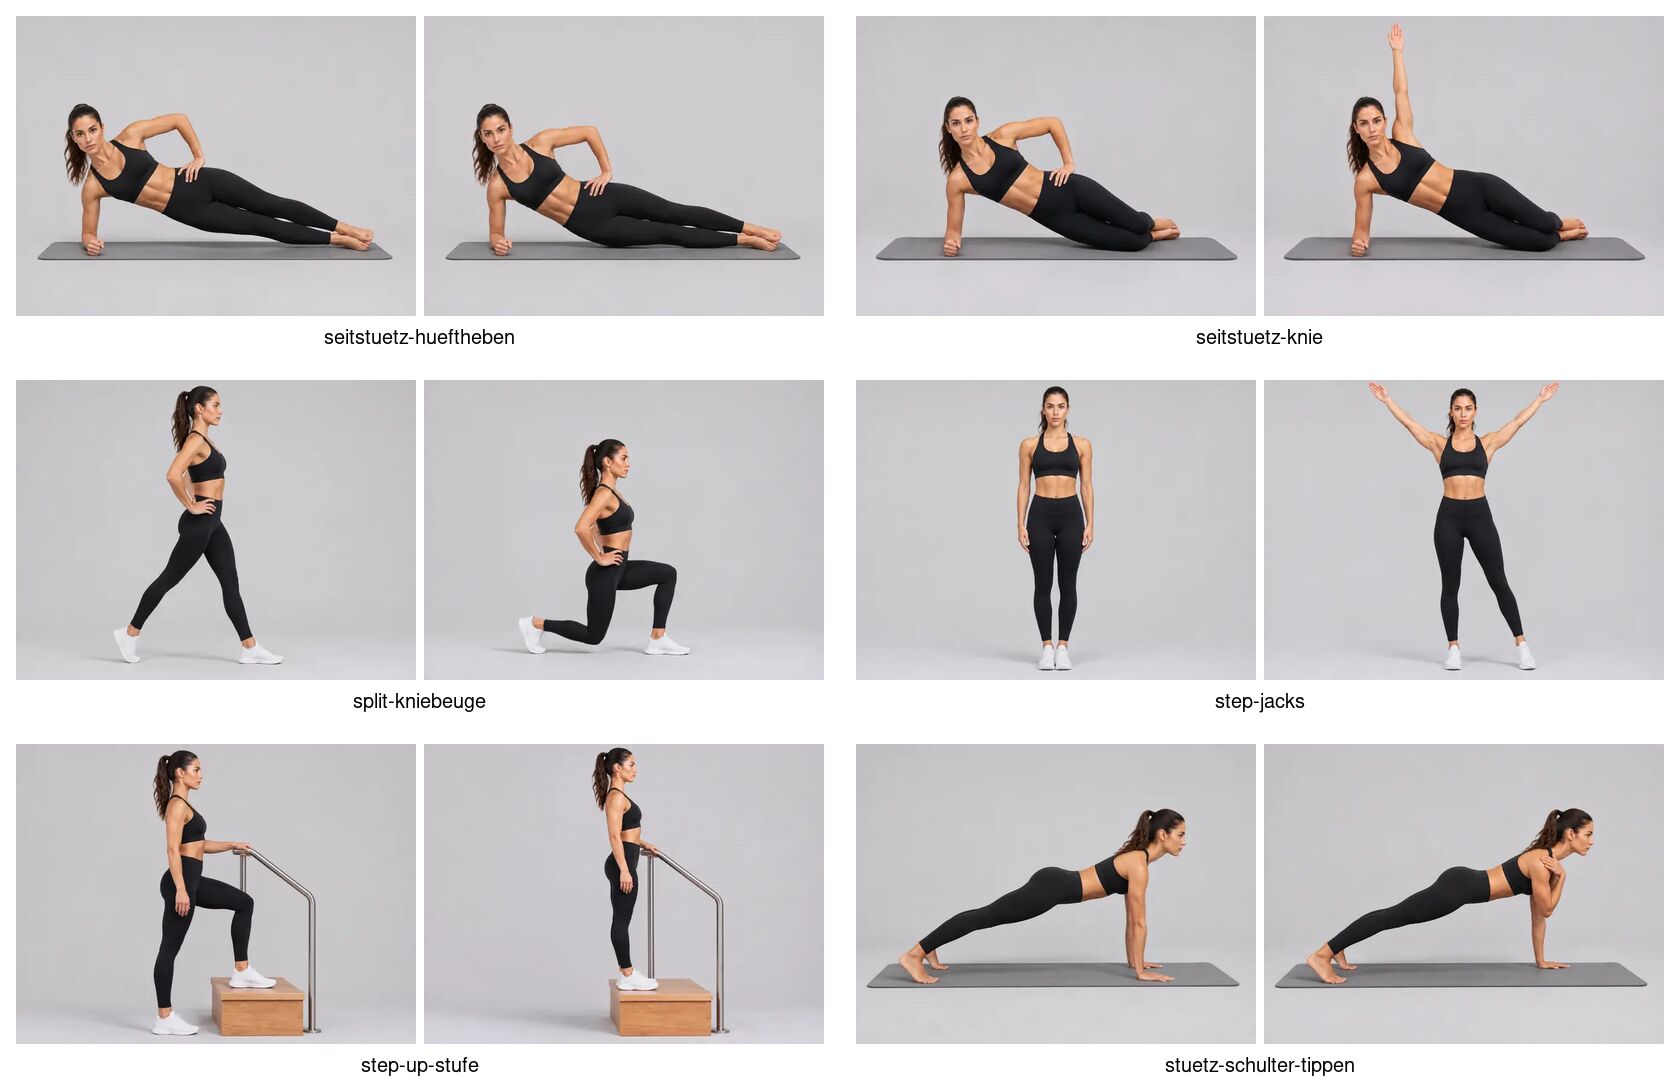 seitstuetz-hueftheben
seitstuetz-knie
split-kniebeuge
step-jacks
step-up-stufe
stuetz-schulter-tippen